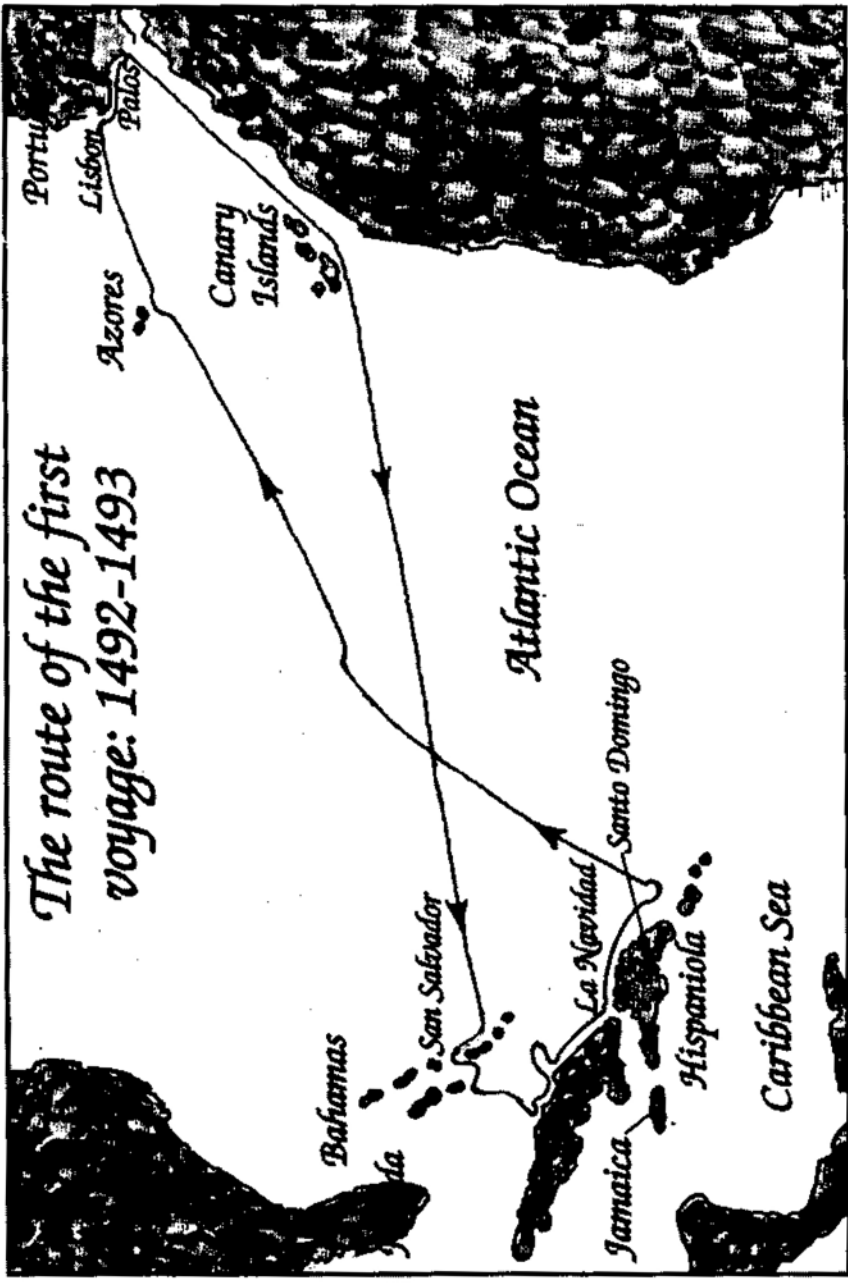 The route of the first
voyage: 1492-1493
Lisbon
Palos
Azores
Canary
Islands
Atlantic Ocean
Bahamas
San Salvador
La Navidad
Santo Domingo
Hispaniola
Jamaica
Caribbean Sea